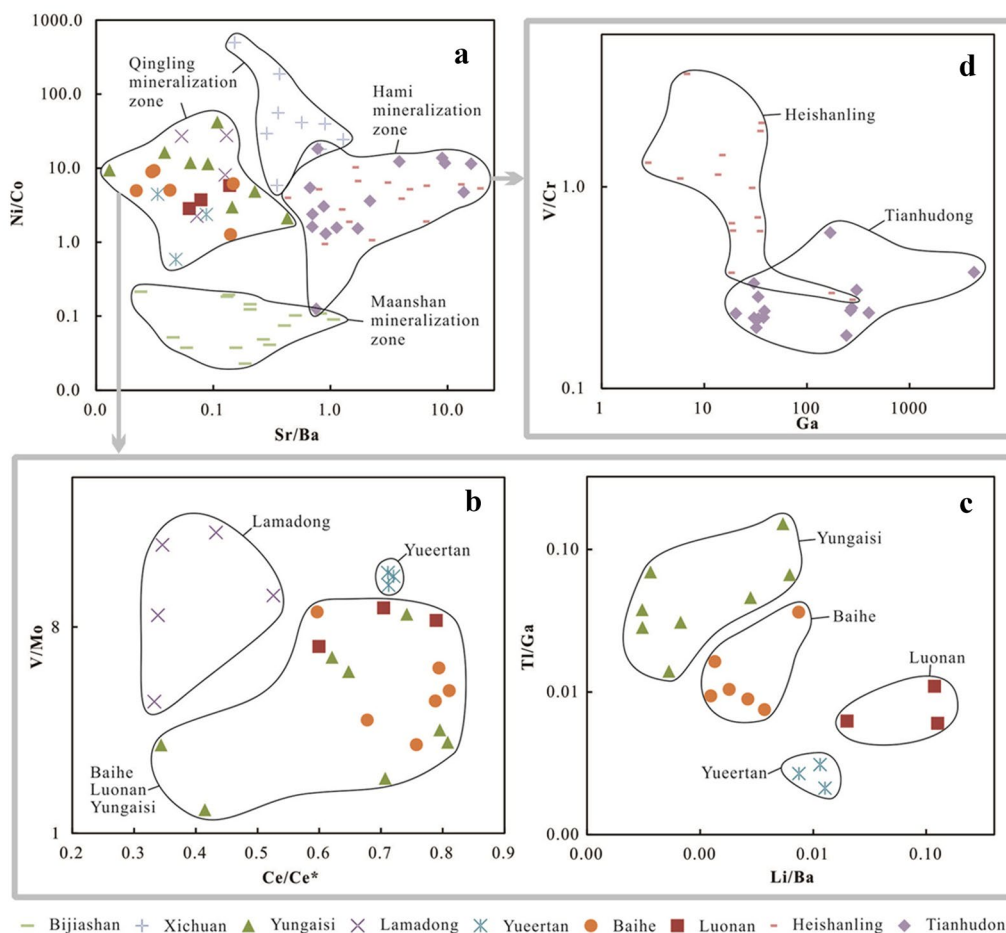 a
1000.0
100.0
10.0
1.0
0.1
0.0
Ni/Co
0.0
0.1
1.0
10.0
Sr/Ba
Qingling
mineralization
zone
Hami
mineralization
zone
Maanshan
mineralization
zone
d
1.0
0.1
V/Cr
1
10
100
1000
Ga
Heishanling
Tianhudong
b
8
1
V/Mo
0.2
0.3
0.4
0.5
0.6
0.7
0.8
0.9
Ce/Ce*
Lamadong
Yueertan
Baihe
Luonan
Yungaisi
c
0.10
0.01
0.00
Tl/Ga
0.00
0.00
0.01
0.10
Li/Ba
Yungaisi
Baihe
Luonan
Yueertan
Bijiashan Xichuan Yungaisi Lamadong Yueertan Baihe Luonan Heishanling Tianhudong